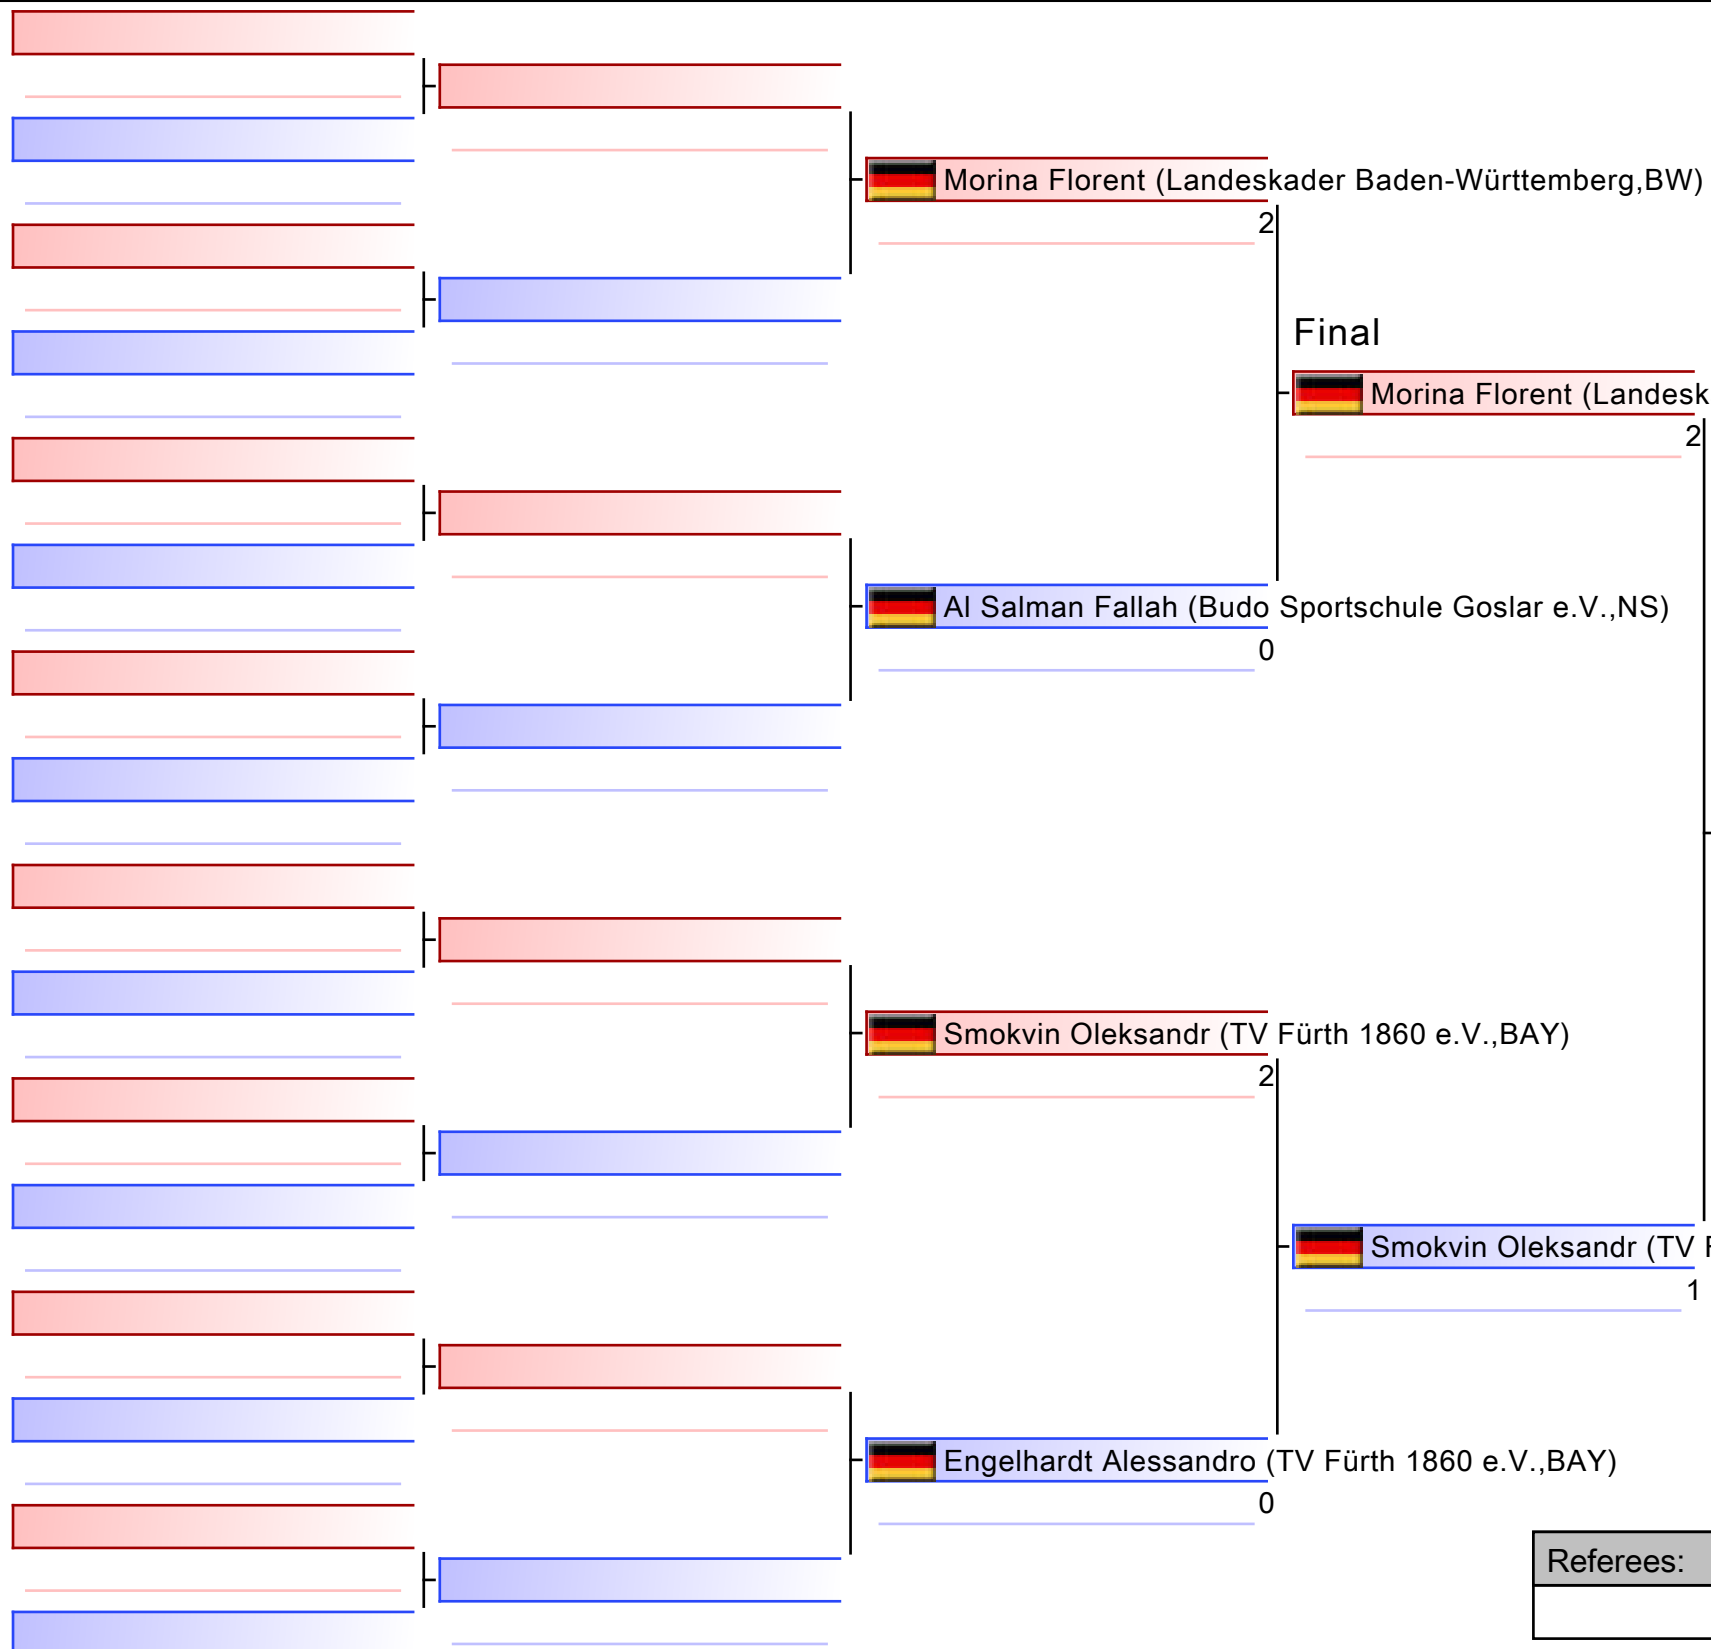 Morina Florent (Landeskader Baden-Württemberg,BW)
2
Final
Morina Florent (Landesk
2
Al Salman Fallah (Budo Sportschule Goslar e.V.,NS)
0
Smokvin Oleksandr (TV Fürth 1860 e.V.,BAY)
2
Smokvin Oleksandr (TV F
1
Engelhardt Alessandro (TV Fürth 1860 e.V.,BAY)
0
Referees: